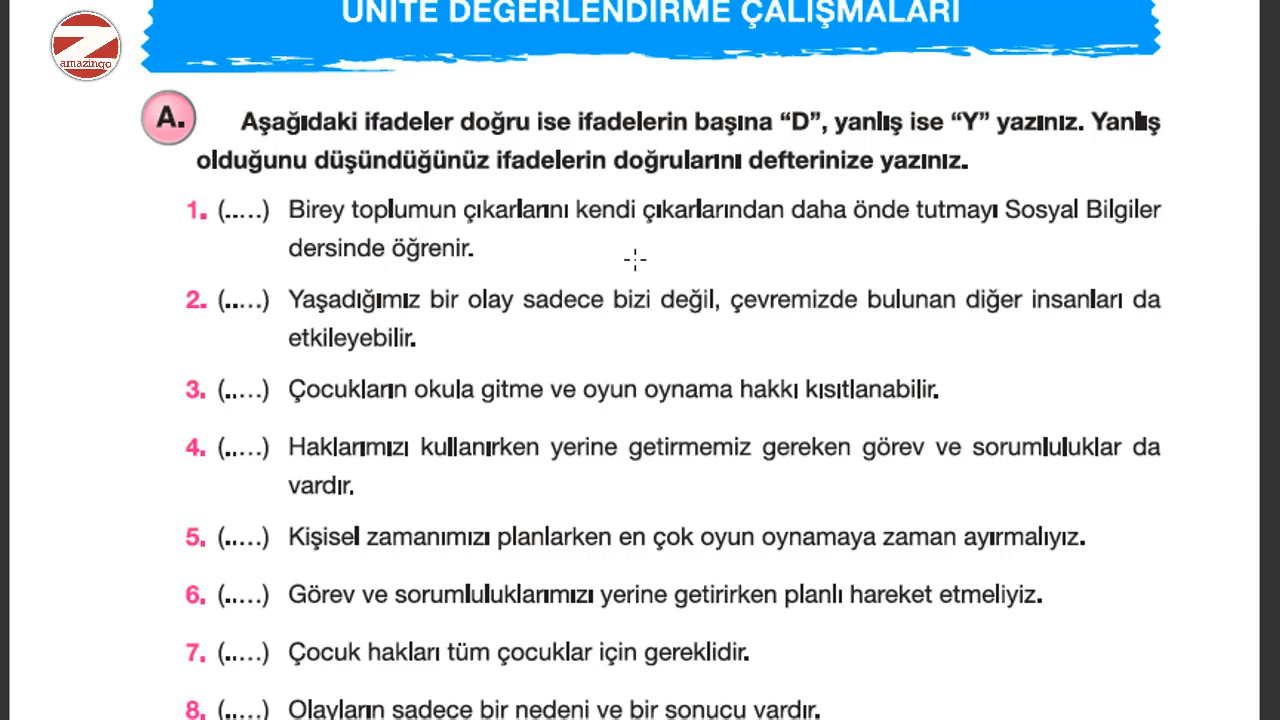 ÜNİTE DEĞERLENDİRME ÇALIŞMALARI
amazingo
A. Aşağıdaki ifadeler doğru ise ifadelerin başına “D”, yanlış ise “Y” yazınız. Yanlış
olduğunu düşündüğünüz ifadelerin doğrularını defterinize yazınız.
1. (.....) Birey toplumun çıkarlarını kendi çıkarlarından daha önde tutmayı Sosyal Bilgiler
dersinde öğrenir.
2. (.....) Yaşadığımız bir olay sadece bizi değil, çevremizde bulunan diğer insanları da
etkileyebilir.
3. (.....) Çocukların okula gitme ve oyun oynama hakkı kısıtlanabilir.
4. (.....) Haklarımızı kullanırken yerine getirmemiz gereken görev ve sorumluluklar da
vardır.
5. (.....) Kişisel zamanımızı planlarken en çok oyun oynamaya zaman ayırmalıyız.
6. (.....) Görev ve sorumluluklarımızı yerine getirirken planlı hareket etmeliyiz.
7. (.....) Çocuk hakları tüm çocuklar için gereklidir.
8. (.....) Olayların sadece bir nedeni ve bir sonucu vardır.